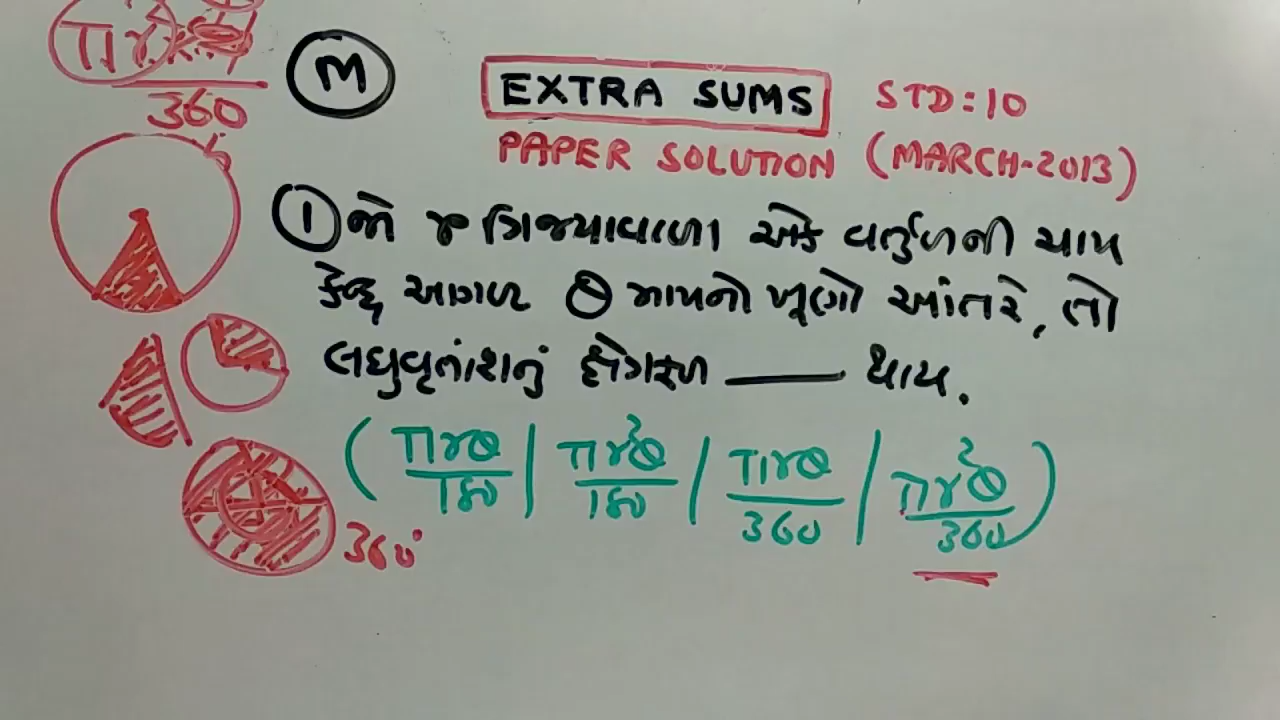 πr
360
M
EXTRA SUMS STD:10
PAPER SOLUTION (MARCH-2013)
① જો r ત્રિજ્યાવાળા એક વર્તુળની ચાપ
કેન્દ્ર આગળ θ માપનો ખૂણો આંતરે, તો
લઘુવૃતાંશનું ક્ષેત્રફળ ____ થાય.
( πrθ/180 | πr²θ/180 | πrθ/360 | πr²θ/360 )
360°